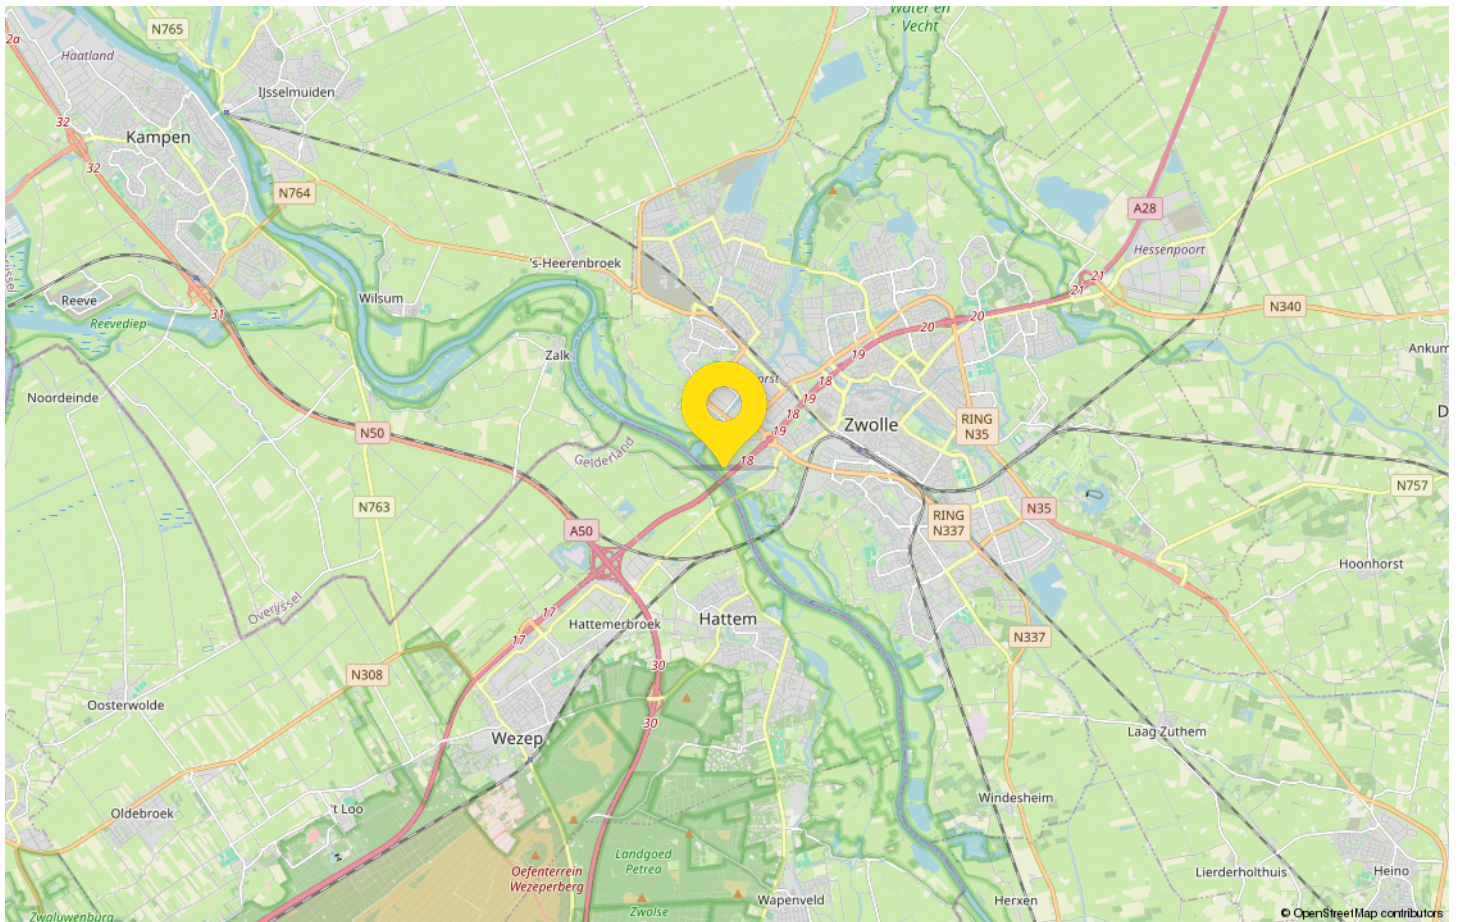 Water en
Vecht
N765
2a
Haatland
IJsselmuiden
32
Kampen
32
N764
A28
Hessenpoort
's-Heerenbroek
21
21
Reeve
Wilsum
N340
31
Reevediep
20
20
Zalk
19
Ankum
18
Noordeinde
19
18
Zwolle
RING
N35
N50
19
Gelderland
18
N757
N763
N35
RING
N337
A50
Hoonhorst
Overijssel
17
Hattemerbroek
Hattem
17
N337
30
N308
Oosterwolde
30
Wezep
Laag Zuthem
't Loo
Windesheim
Oldebroek
Landgoed
Petrea
Oefenterrein
Wezeperberg
Lierderholthuis
Heino
Wapenveld
Herxen
Zwolse
Zwaluwenburg
© OpenStreetMap contributors